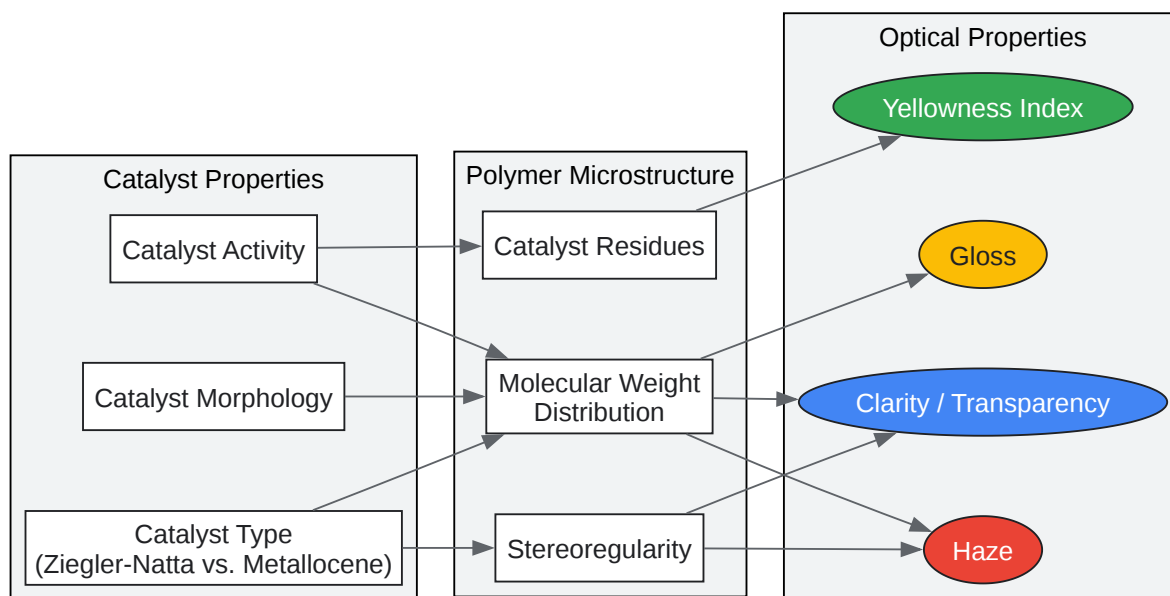 Catalyst Properties
Catalyst Activity
Catalyst Morphology
Catalyst Type
(Ziegler-Natta vs. Metallocene)
Polymer Microstructure
Catalyst Residues
Molecular Weight
Distribution
Stereoregularity
Optical Properties
Yellowness Index
Gloss
Clarity / Transparency
Haze